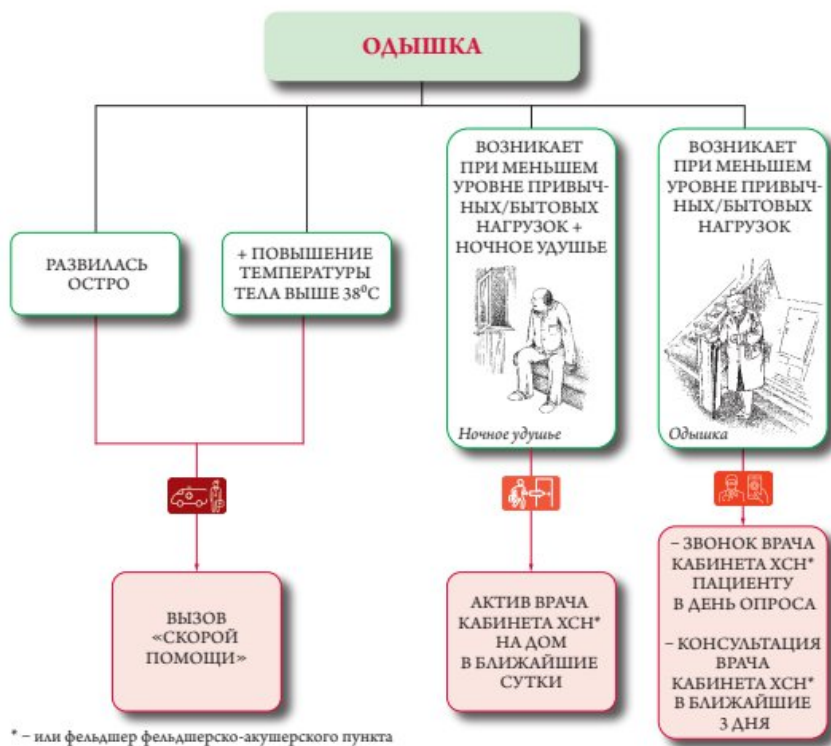 ОДЫШКА
РАЗВИЛАСЬ
ОСТРО
+ ПОВЫШЕНИЕ
ТЕМПЕРАТУРЫ
ТЕЛА ВЫШЕ 38⁰С
ВОЗНИКАЕТ
ПРИ МЕНЬШЕМ
УРОВНЕ ПРИВЫЧ-
НЫХ/БЫТОВЫХ
НАГРУЗОК +
НОЧНОЕ УДУШЬЕ
Ночное удушье
ВОЗНИКАЕТ
ПРИ МЕНЬШЕМ
УРОВНЕ ПРИВЫЧ-
НЫХ/БЫТОВЫХ
НАГРУЗОК
Одышка
ВЫЗОВ
«СКОРОЙ
ПОМОЩИ»
АКТИВ ВРАЧА
КАБИНЕТА ХСН*
НА ДОМ
В БЛИЖАЙШИЕ
СУТКИ
– ЗВОНОК ВРАЧА
КАБИНЕТА ХСН*
ПАЦИЕНТУ
В ДЕНЬ ОПРОСА
– КОНСУЛЬТАЦИЯ
ВРАЧА
КАБИНЕТА ХСН*
В БЛИЖАЙШИЕ
3 ДНЯ
* – или фельдшер фельдшерско-акушерского пункта